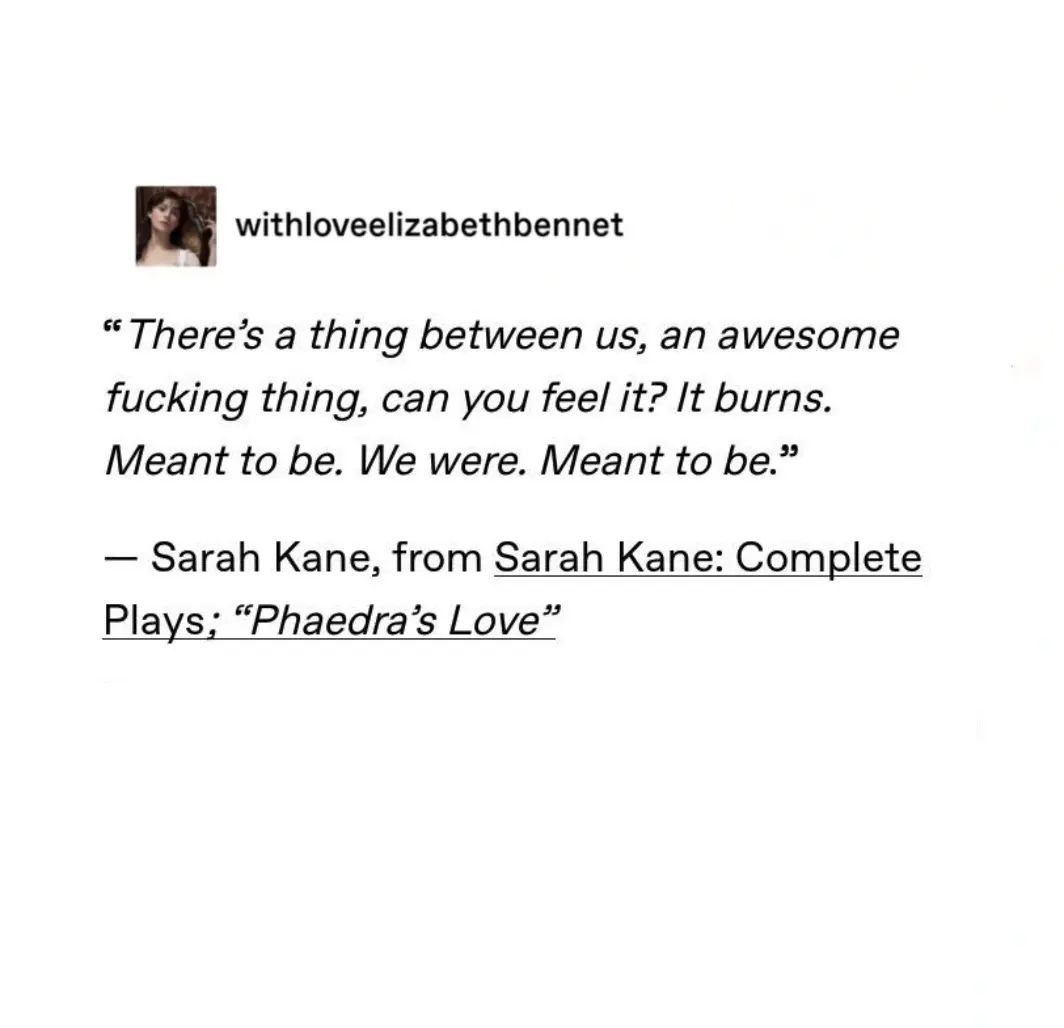 withloveelizabethbennet
“There’s a thing between us, an awesome
fucking thing, can you feel it? It burns.
Meant to be. We were. Meant to be.”
— Sarah Kane, from Sarah Kane: Complete
Plays; “Phaedra’s Love”